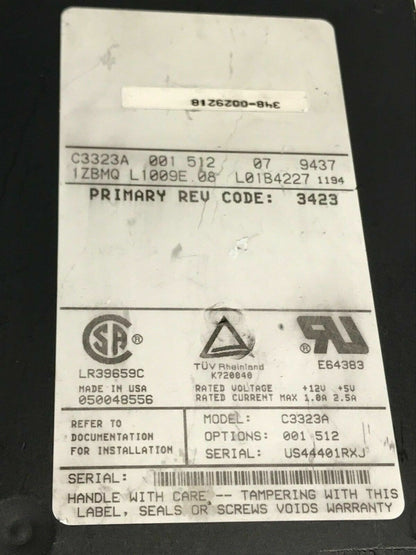 348-0029218
C3323A 001 512 07 9437
1ZBMQ L1009E.08 L01B4227 1194
PRIMARY REV CODE: 3423
SA ®
LR39659C
MADE IN USA
050048556
TÜV Rheinland
K720040
RU ®
E64383
RATED VOLTAGE +12V +5V
RATED CURRENT MAX 1.0A 2.5A
REFER TO
DOCUMENTATION
FOR INSTALLATION
MODEL: C3323A
OPTIONS: 001 512
SERIAL: US44401RXJ
SERIAL:
HANDLE WITH CARE -- TAMPERING WITH THIS
LABEL, SEALS OR SCREWS VOIDS WARRANTY